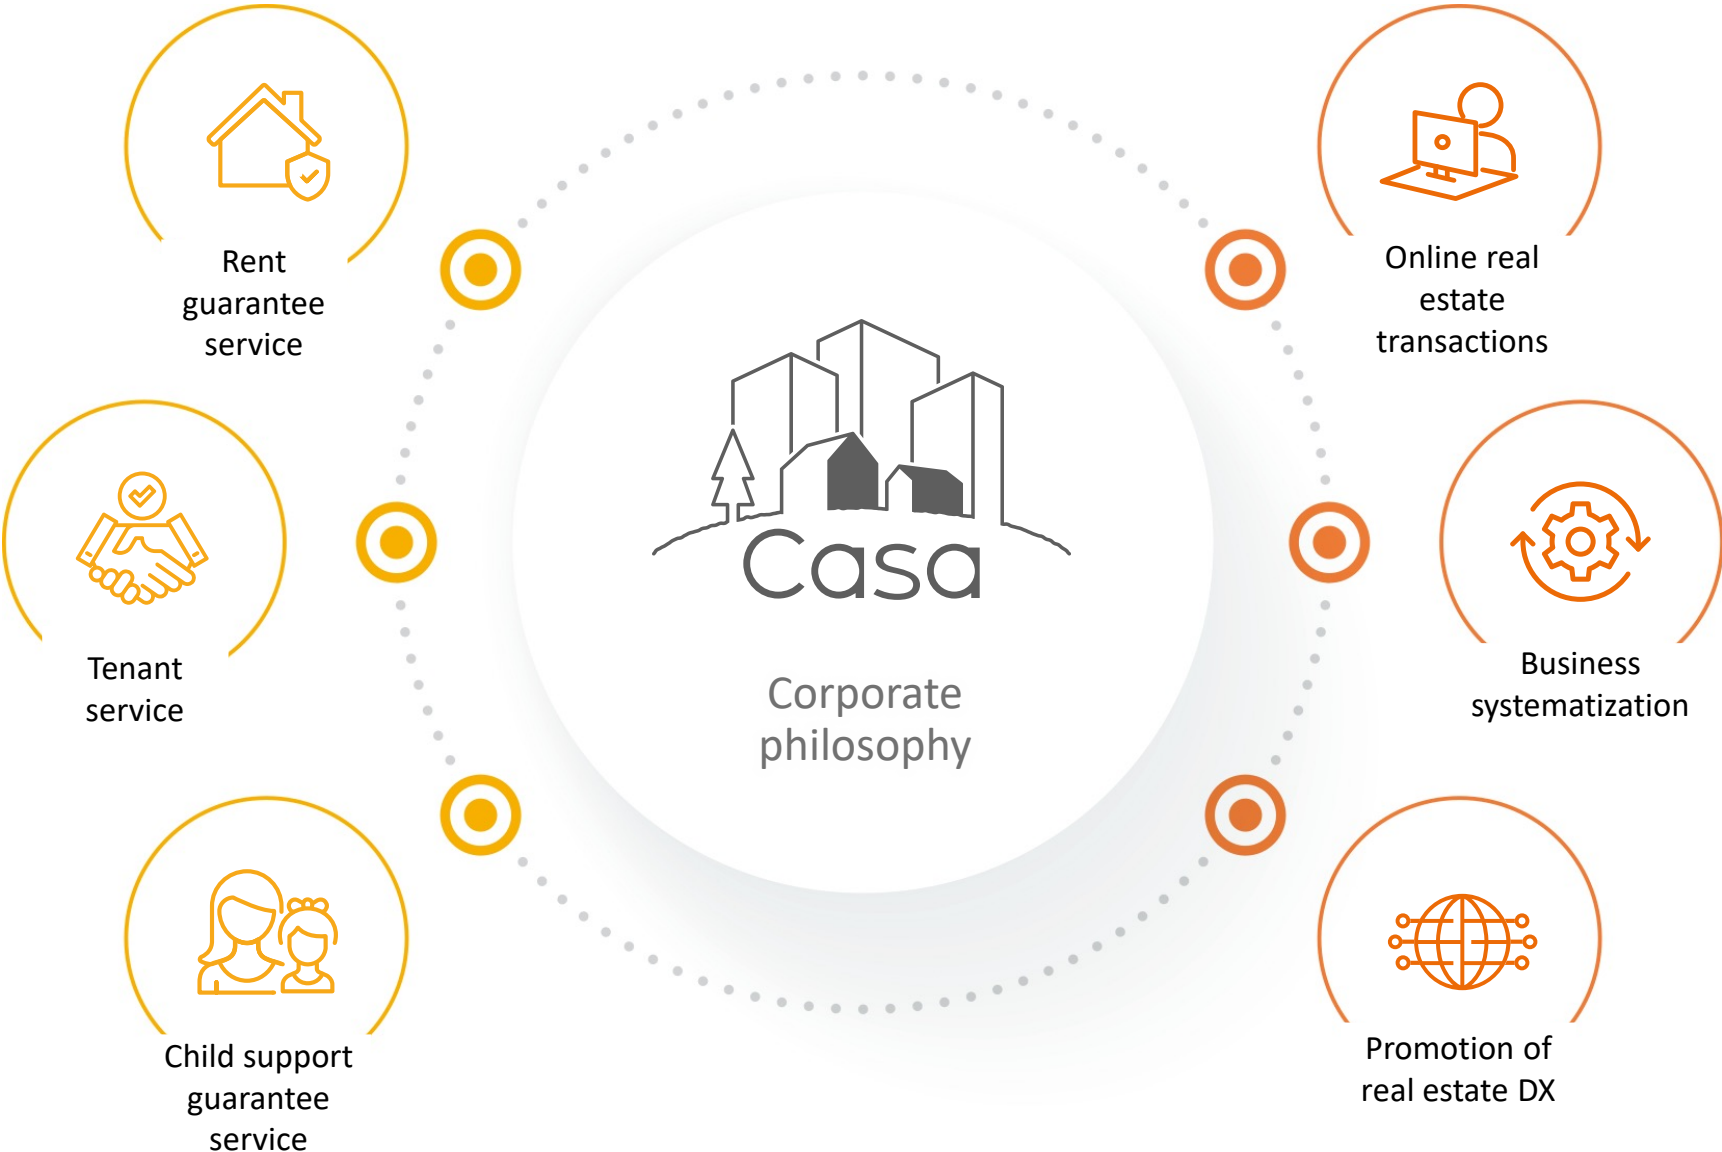 Rent
guarantee
service
Tenant
service
Child support
guarantee
service
Casa
Corporate
philosophy
Online real
estate
transactions
Business
systematization
Promotion of
real estate DX